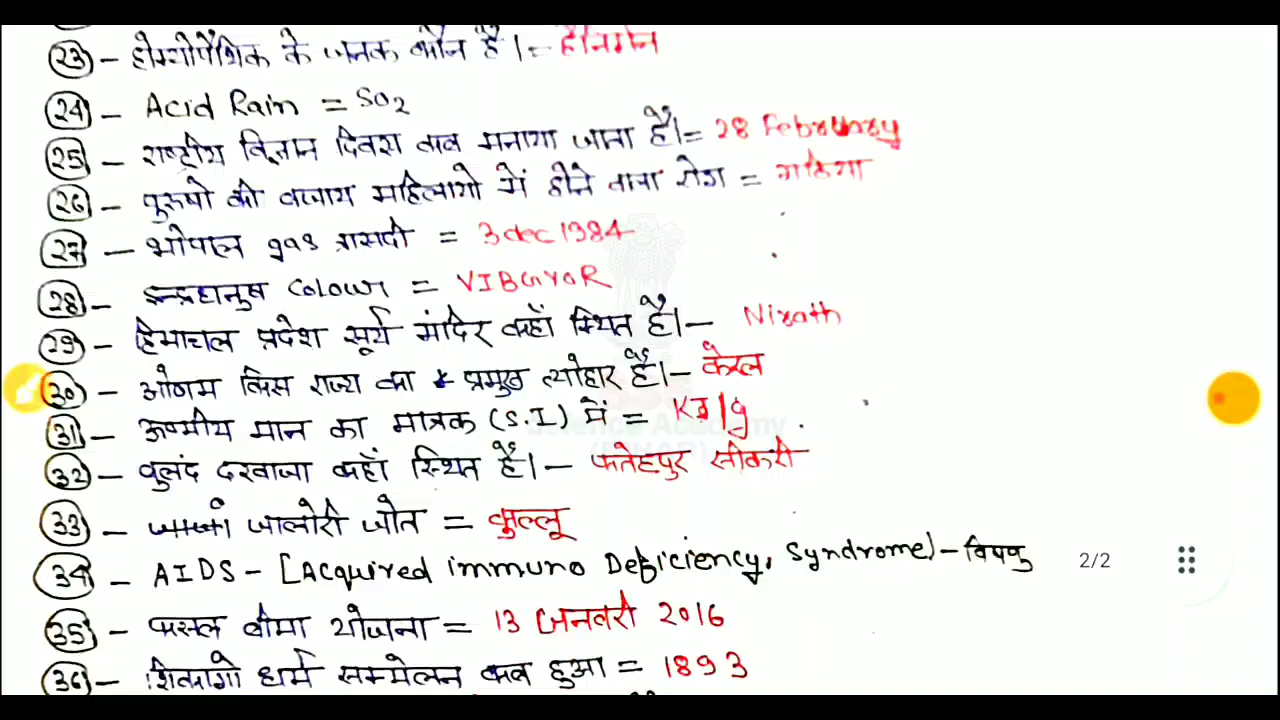 23 - होम्योपैथिक के जनक कौन है।- हैनिमेन
24 - Acid Rain = SO2
25 - राष्ट्रीय विज्ञान दिवस कब मनाया जाता है।= 28 February
26 - पुरुषो की बजाय महिलाओ में होने वाला रोग = गठिया
27 - भोपाल gas त्रासदी = 3 dec 1984
28 - इन्द्रधनुष Colour = VIBGYOR
29 - हिमाचल प्रदेश सूर्य मंदिर कहाँ स्थित है।- Nirath
30 - ओणम किस राज्य का प्रमुख त्योहार है।- केरल
31 - ऊष्मीय मान का मात्रक (S.I) में = KJ/g
32 - बुलंद दरवाजा कहाँ स्थित है।- फतेहपुर सीकरी
33 - जालोरी जोत = कुल्लू
34 - AIDS - [Acquired immuno Deficiency, Syndrome) - विषाणु
35 - फसल बीमा योजना = 13 जनवरी 2016
36 - शिकागो धर्म सम्मेलन कब हुआ = 1893
2/2